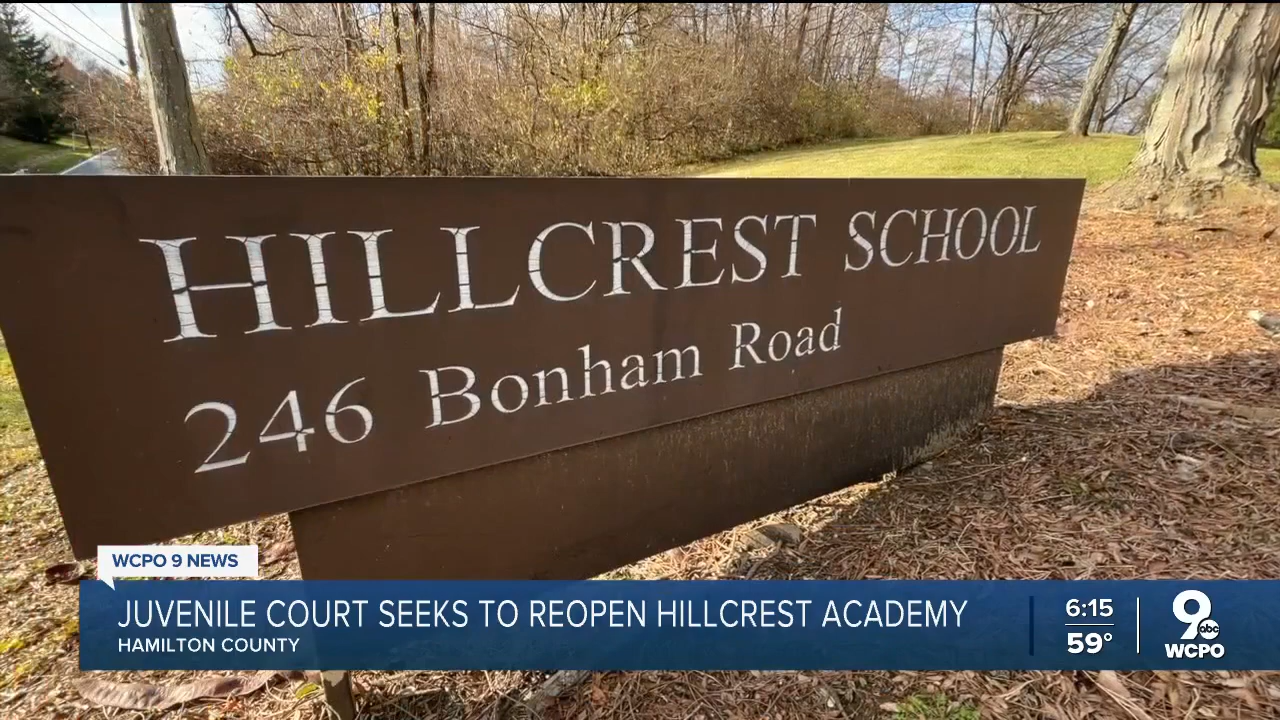 HILLCREST SCHOOL
246 Bonham Road
WCPO 9 NEWS
JUVENILE COURT SEEKS TO REOPEN HILLCREST ACADEMY
HAMILTON COUNTY
6:15
59°
9 abc
WCPO